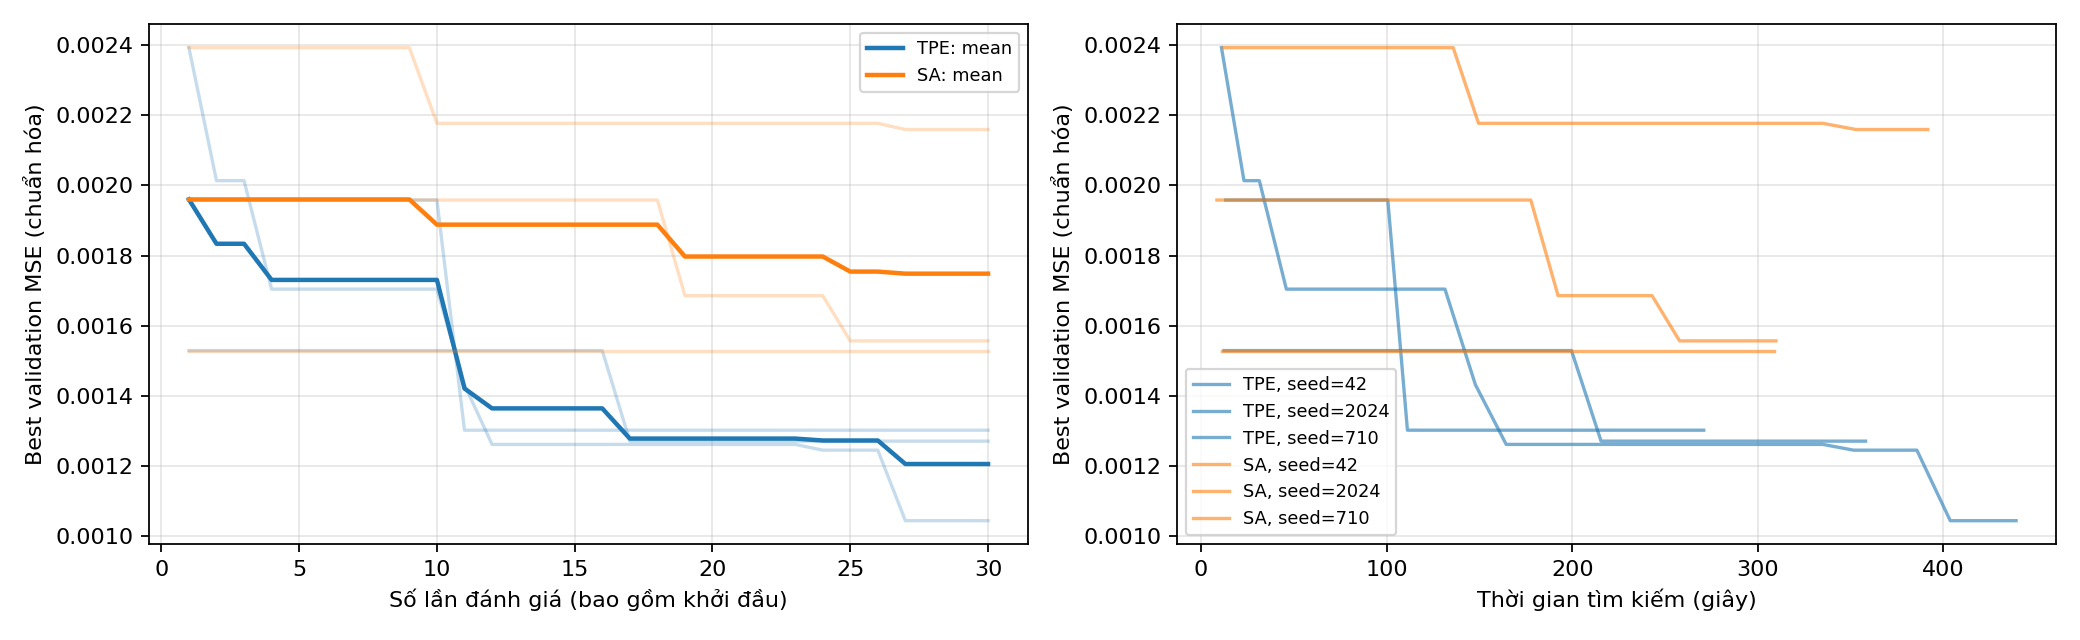 Best validation MSE (chuẩn hóa)
0.0024
0.0022
0.0020
0.0018
0.0016
0.0014
0.0012
0.0010
TPE: mean
SA: mean
0 5 10 15 20 25 30
Số lần đánh giá (bao gồm khởi đầu)
Best validation MSE (chuẩn hóa)
0.0024
0.0022
0.0020
0.0018
0.0016
0.0014
0.0012
0.0010
TPE, seed=42
TPE, seed=2024
TPE, seed=710
SA, seed=42
SA, seed=2024
SA, seed=710
0 100 200 300 400
Thời gian tìm kiếm (giây)